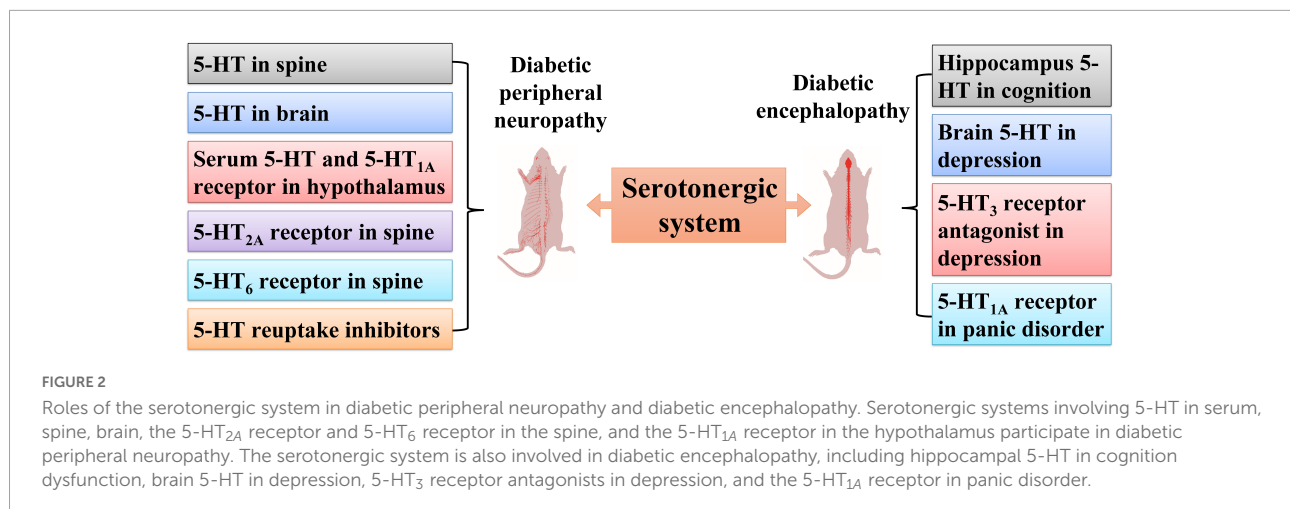 5-HT in spine
5-HT in brain
Serum 5-HT and 5-HT1A
receptor in hypothalamus
5-HT2A receptor in spine
5-HT6 receptor in spine
5-HT reuptake inhibitors
Diabetic
peripheral
neuropathy
Serotonergic
system
Diabetic
encephalopathy
Hippocampus 5-
HT in cognition
Brain 5-HT in
depression
5-HT3 receptor
antagonist in
depression
5-HT1A receptor
in panic disorder
FIGURE 2
Roles of the serotonergic system in diabetic peripheral neuropathy and diabetic encephalopathy. Serotonergic systems involving 5-HT in serum,
spine, brain, the 5-HT2A receptor and 5-HT6 receptor in the spine, and the 5-HT1A receptor in the hypothalamus participate in diabetic
peripheral neuropathy. The serotonergic system is also involved in diabetic encephalopathy, including hippocampal 5-HT in cognition
dysfunction, brain 5-HT in depression, 5-HT3 receptor antagonists in depression, and the 5-HT1A receptor in panic disorder.